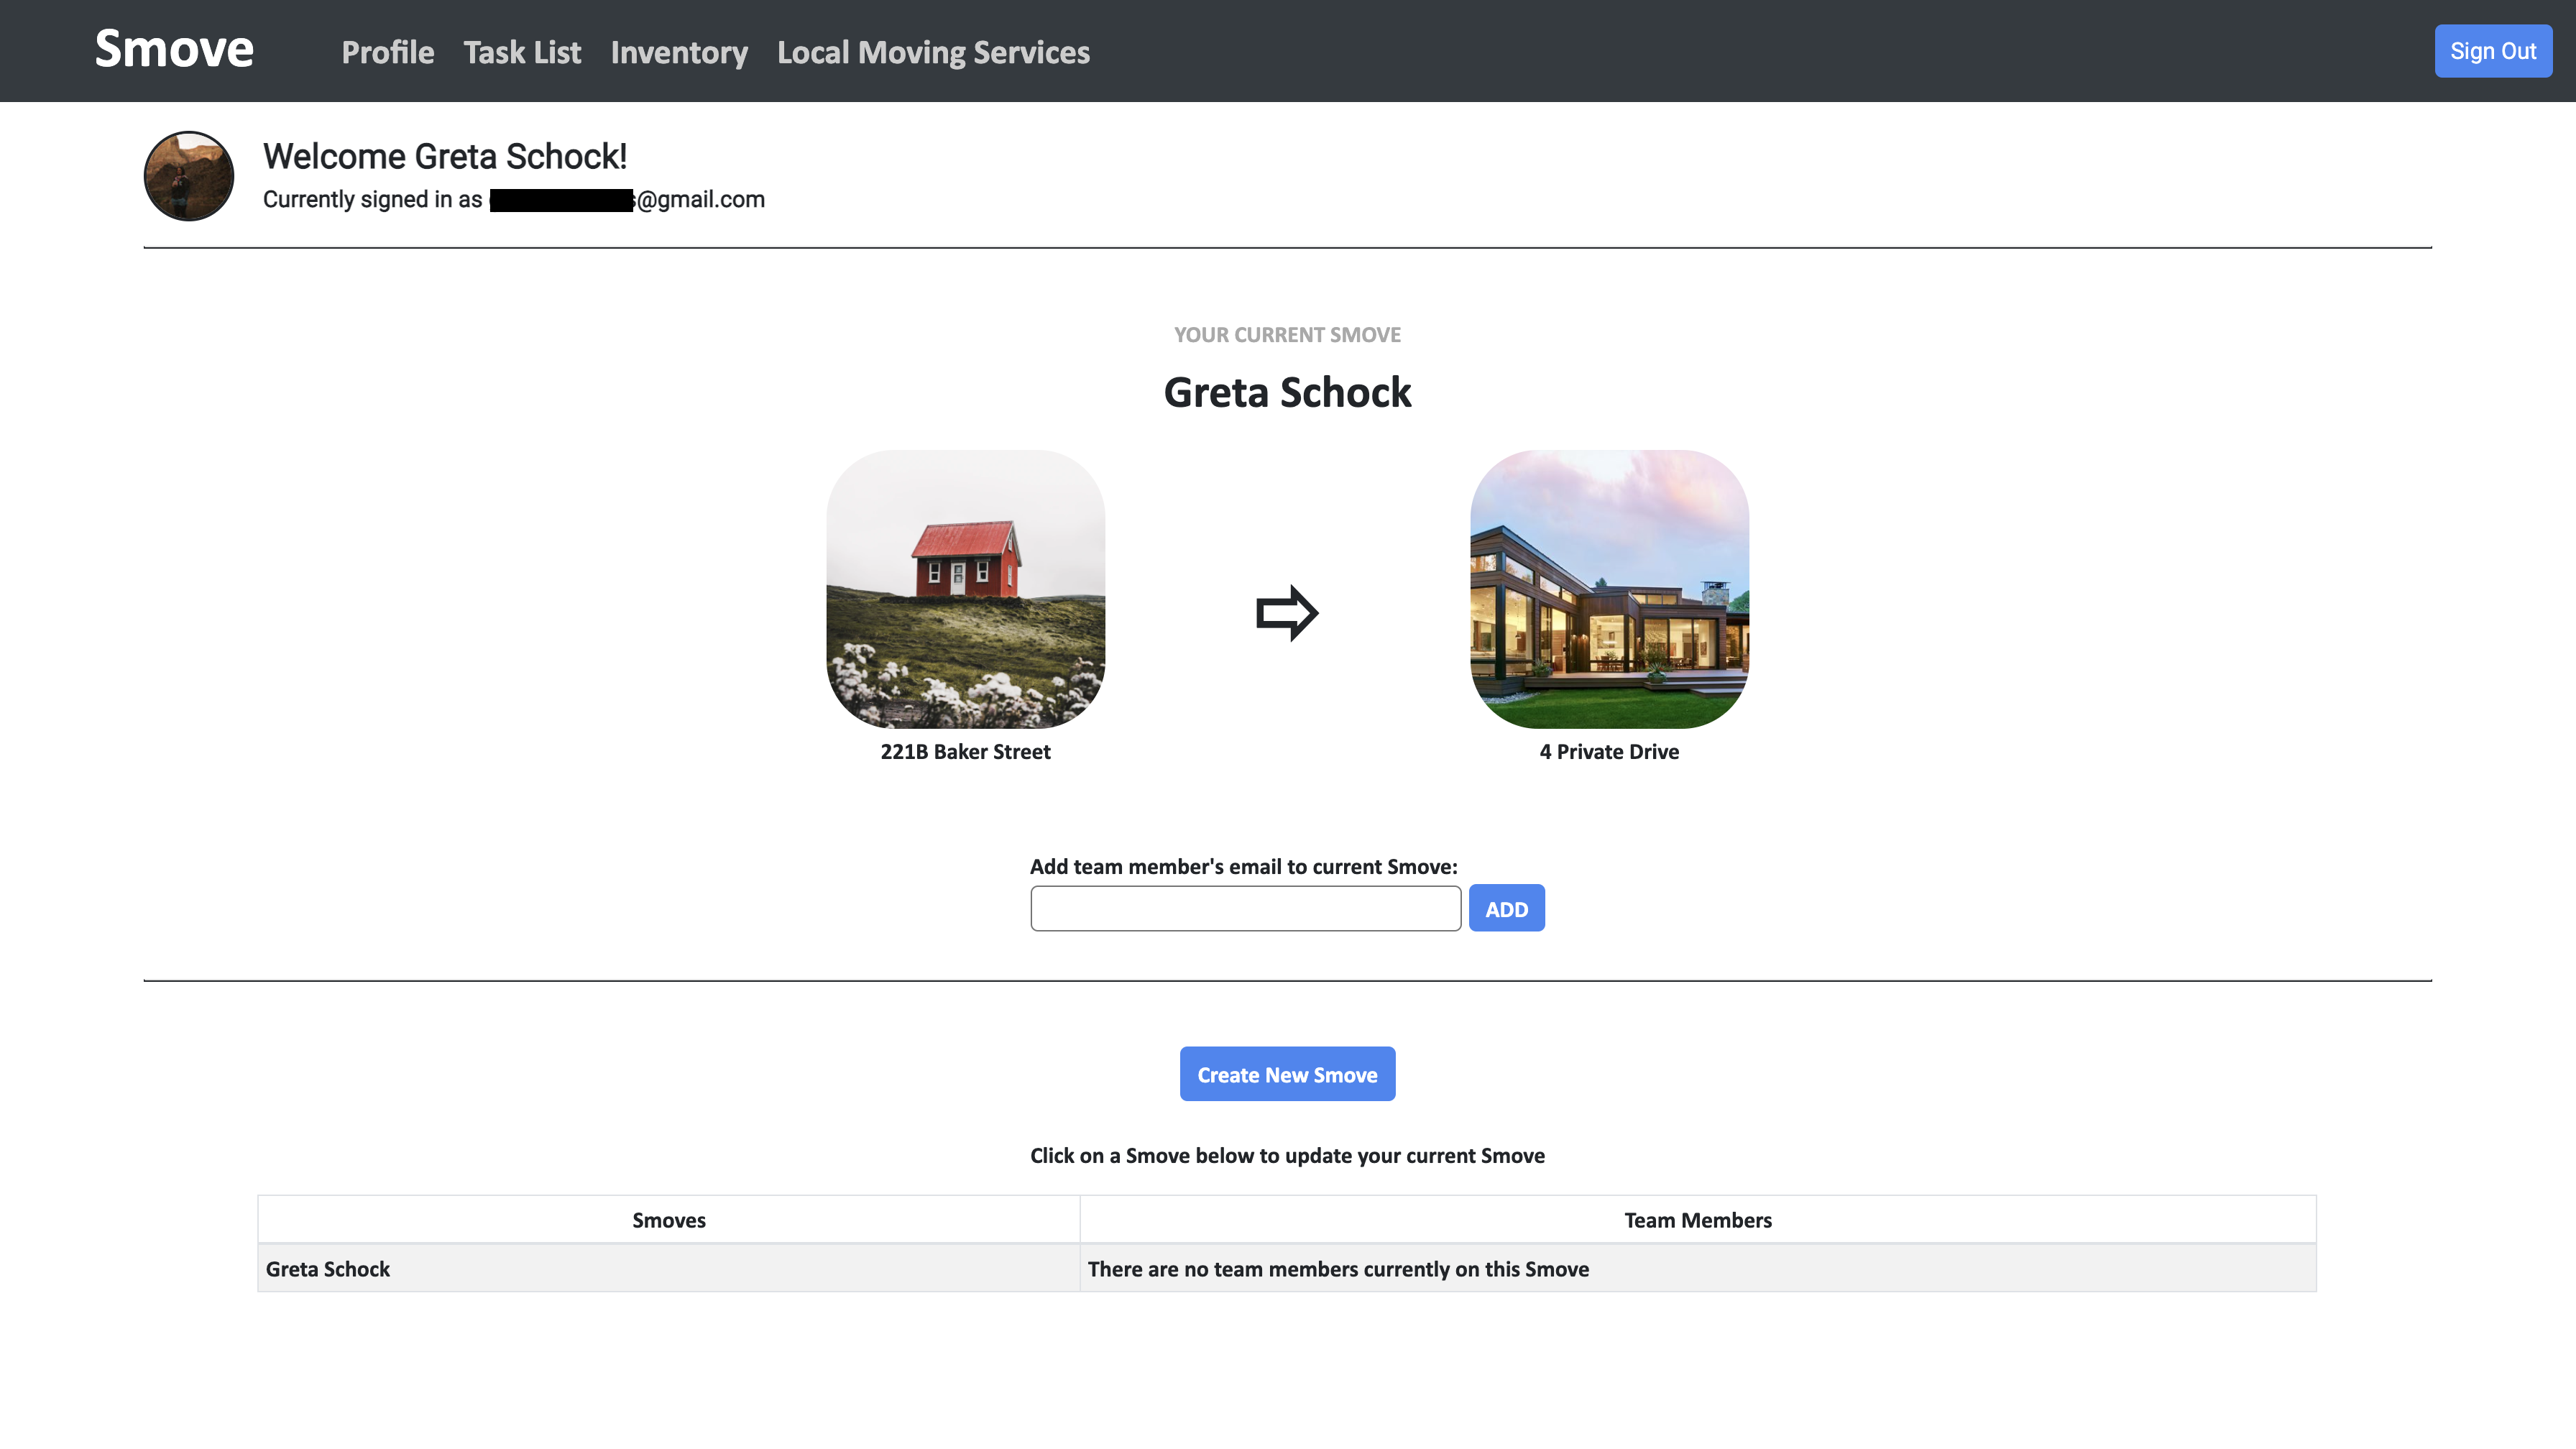 Smove Profile Task List Inventory Local Moving Services Sign Out
Welcome Greta Schock!
Currently signed in as @gmail.com
YOUR CURRENT SMOVE
Greta Schock
221B Baker Street 4 Private Drive
Add team member's email to current Smove:
ADD
Create New Smove
Click on a Smove below to update your current Smove
Smoves Team Members
Greta Schock There are no team members currently on this Smove